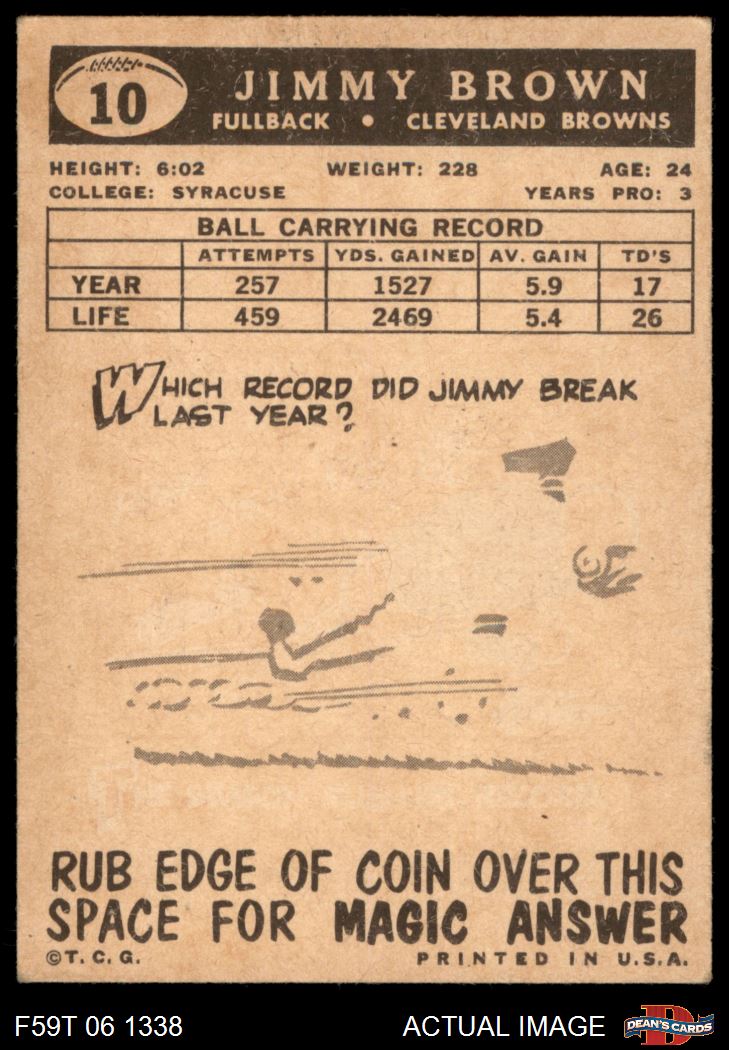 10
JIMMY BROWN
FULLBACK • CLEVELAND BROWNS
HEIGHT: 6:02 WEIGHT: 228 AGE: 24
COLLEGE: SYRACUSE YEARS PRO: 3
BALL CARRYING RECORD
ATTEMPTS YDS. GAINED AV. GAIN TD'S
YEAR 257 1527 5.9 17
LIFE 459 2469 5.4 26
WHICH RECORD DID JIMMY BREAK
LAST YEAR?
RUB EDGE OF COIN OVER THIS
SPACE FOR MAGIC ANSWER
©T.C.G. PRINTED IN U.S.A.
F59T 06 1338 ACTUAL IMAGE D DEAN'S CARDS